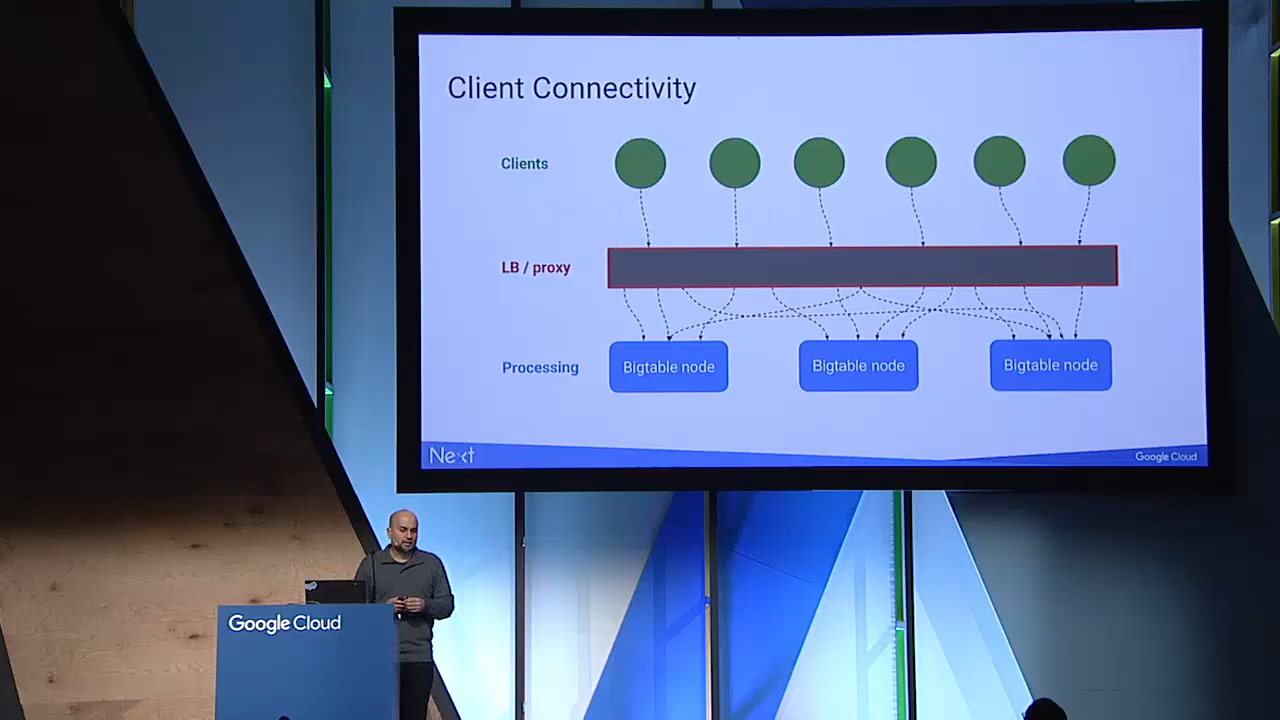 Client Connectivity
Clients
LB / proxy
Processing
Bigtable node
Bigtable node
Bigtable node
Next
Google Cloud
Google Cloud